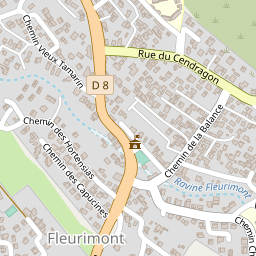 Chemin Vieux Tamarin
Rue du Cendragon
D 8
Chemin des Hortensias
Chemin de la Balance
Chemin des Capucines
Ravine Fleurimont
Fleurimont